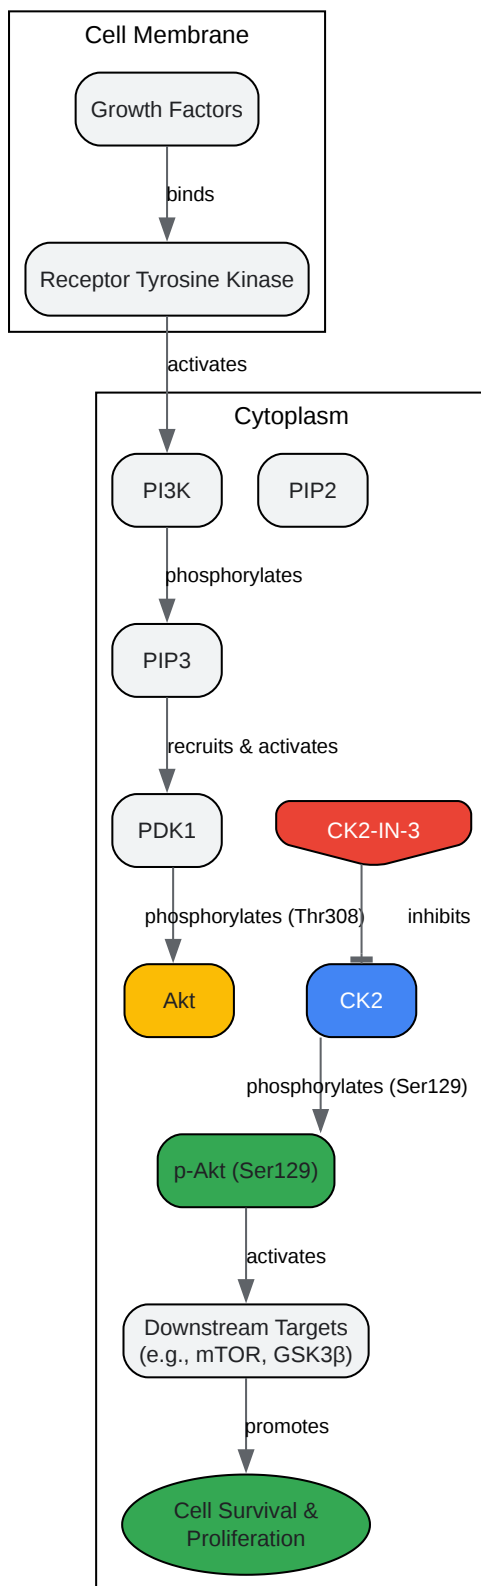 Cell Membrane
Growth Factors
binds
Receptor Tyrosine Kinase
activates
Cytoplasm
PI3K
PIP2
phosphorylates
PIP3
recruits & activates
PDK1
CK2-IN-3
phosphorylates (Thr308)
inhibits
Akt
CK2
phosphorylates (Ser129)
p-Akt (Ser129)
activates
Downstream Targets
(e.g., mTOR, GSK3β)
promotes
Cell Survival &
Proliferation